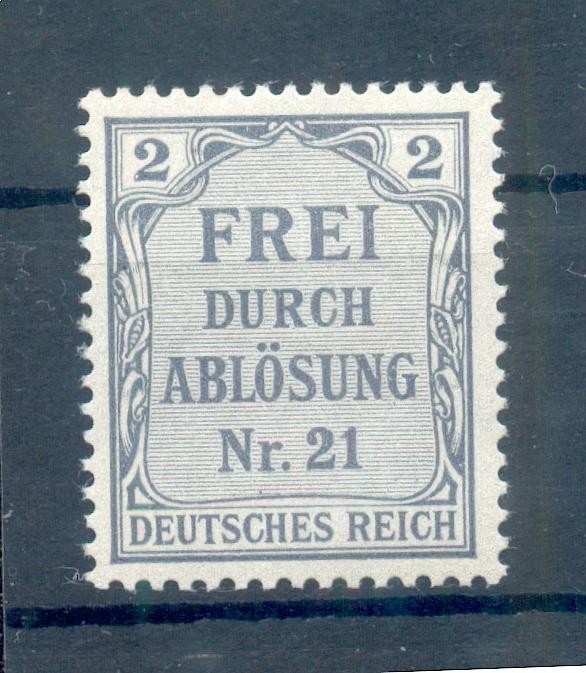 2 2
FREI
DURCH
ABLÖSUNG
Nr. 21
DEUTSCHES REICH